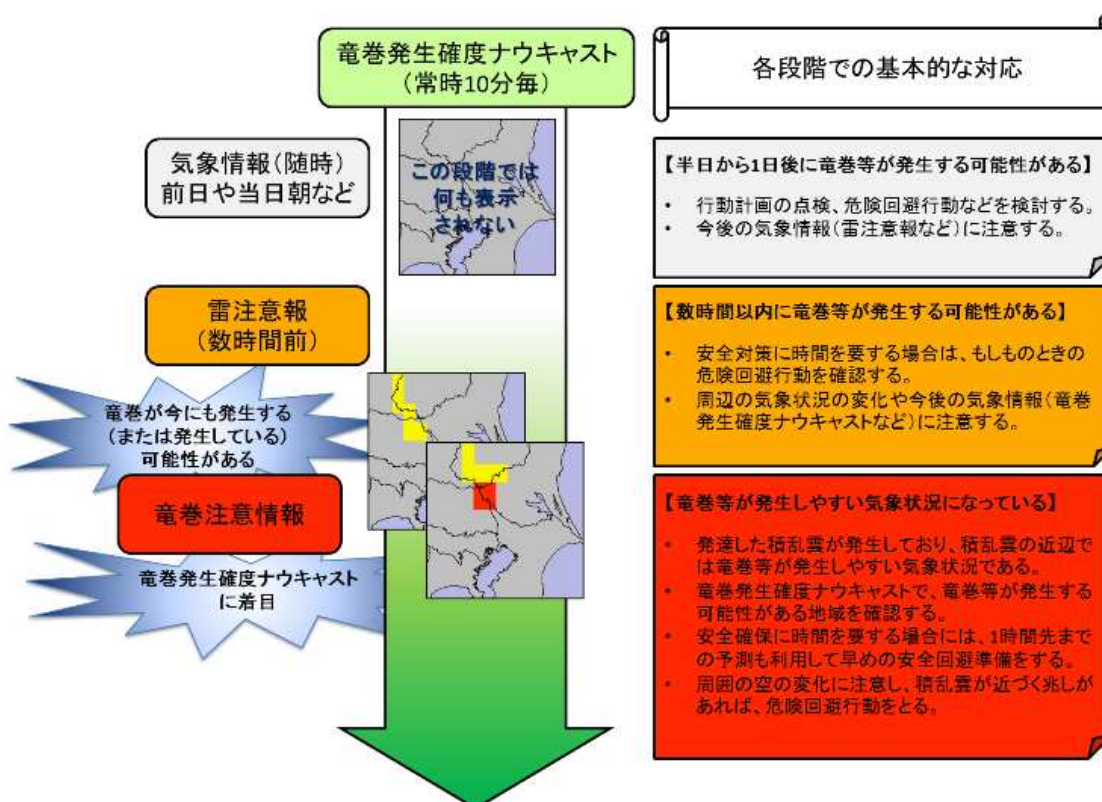 竜巻発生確度ナウキャスト
(常時10分毎)
各段階での基本的な対応
気象情報(随時)
前日や当日朝など
この段階では
何も表示
されない
【半日から1日後に竜巻等が発生する可能性がある】
• 行動計画の点検、危険回避行動などを検討する。
• 今後の気象情報(雷注意報など)に注意する。
雷注意報
(数時間前)
【数時間以内に竜巻等が発生する可能性がある】
• 安全対策に時間を要する場合は、もしものときの
危険回避行動を確認する。
• 周辺の気象状況の変化や今後の気象情報(竜巻
発生確度ナウキャストなど)に注意する。
竜巻が今にも発生する
(または発生している)
可能性がある
竜巻注意情報
竜巻発生確度ナウキャスト
に着目
【竜巻等が発生しやすい気象状況になっている】
• 発達した積乱雲が発生しており、積乱雲の近辺で
は竜巻等が発生しやすい気象状況である。
• 竜巻発生確度ナウキャストで、竜巻等が発生する
可能性がある地域を確認する。
• 安全確保に時間を要する場合には、1時間先まで
の予測も利用して早めの安全回避準備をする。
• 周囲の空の変化に注意し、積乱雲が近づく兆しが
あれば、危険回避行動をとる。